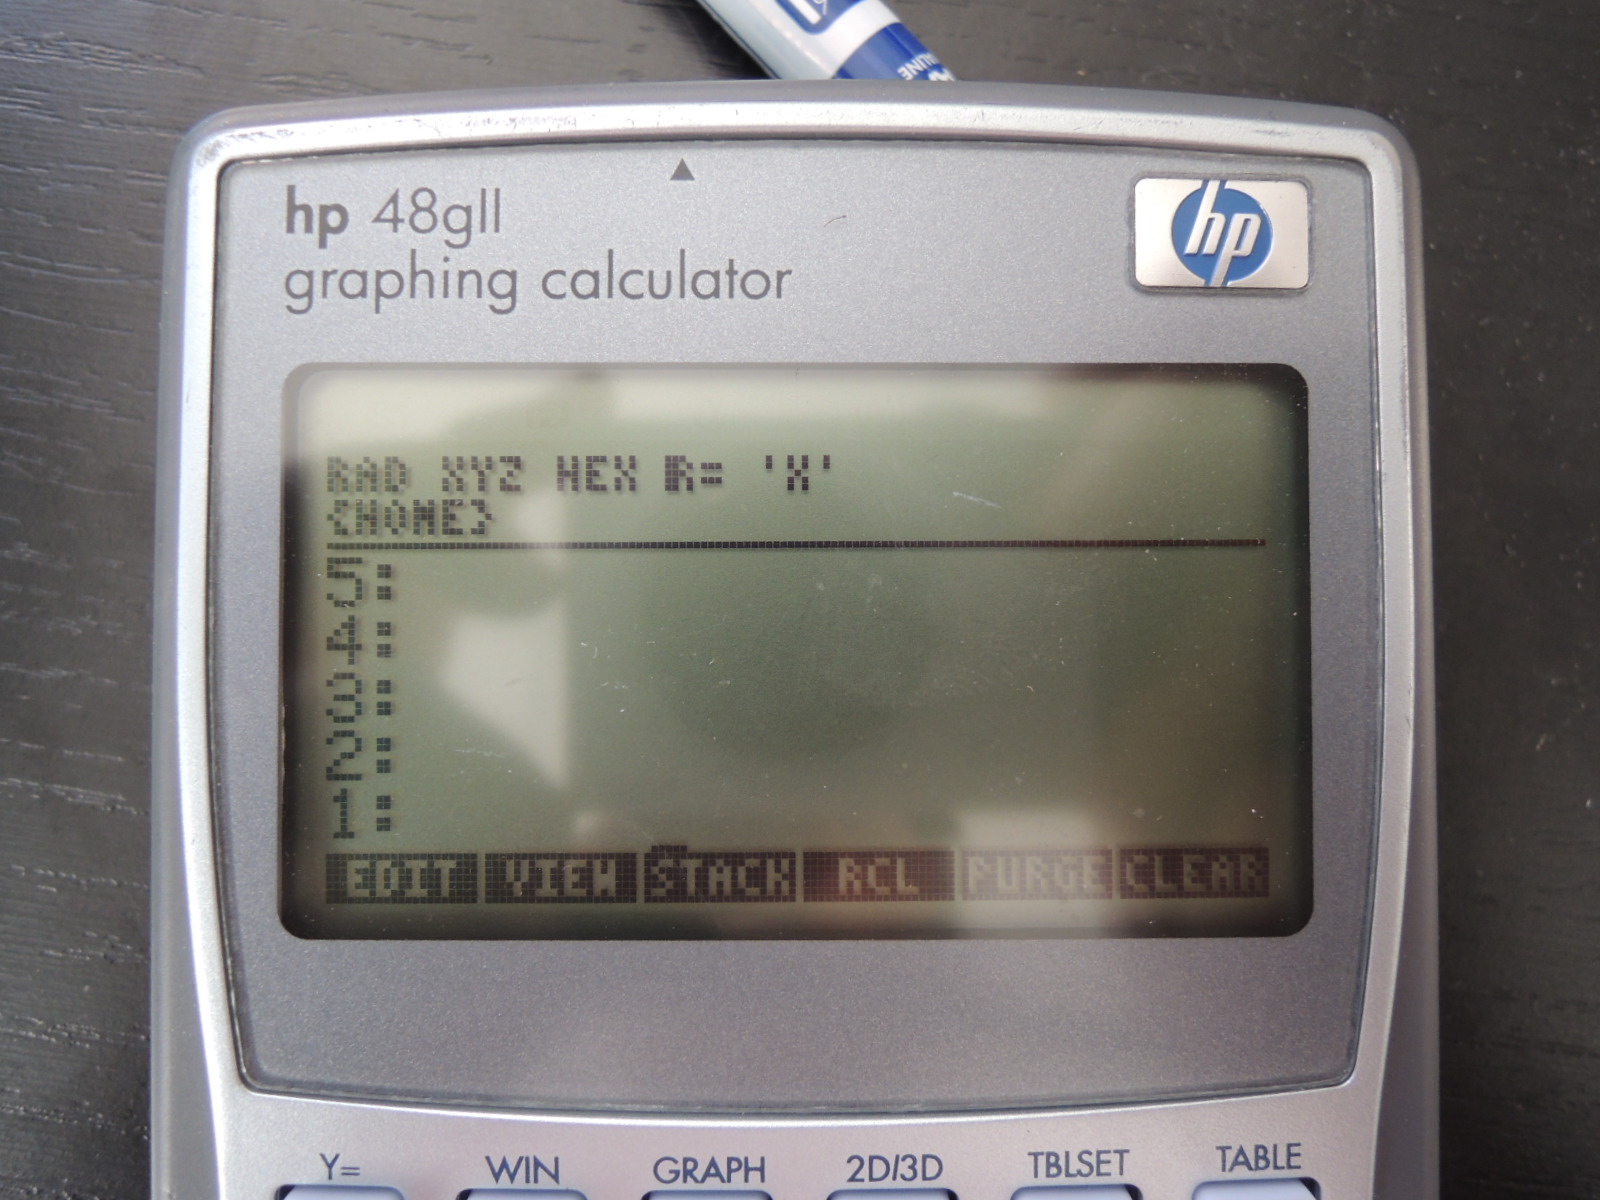 ALINE
hp 48gII
graphing calculator
hp
RAD XYZ HEX R= 'X'
{HOME}
5:
4:
3:
2:
1:
EDIT VIEW STACK RCL PURGE CLEAR
Y= WIN GRAPH 2D/3D TBLSET TABLE